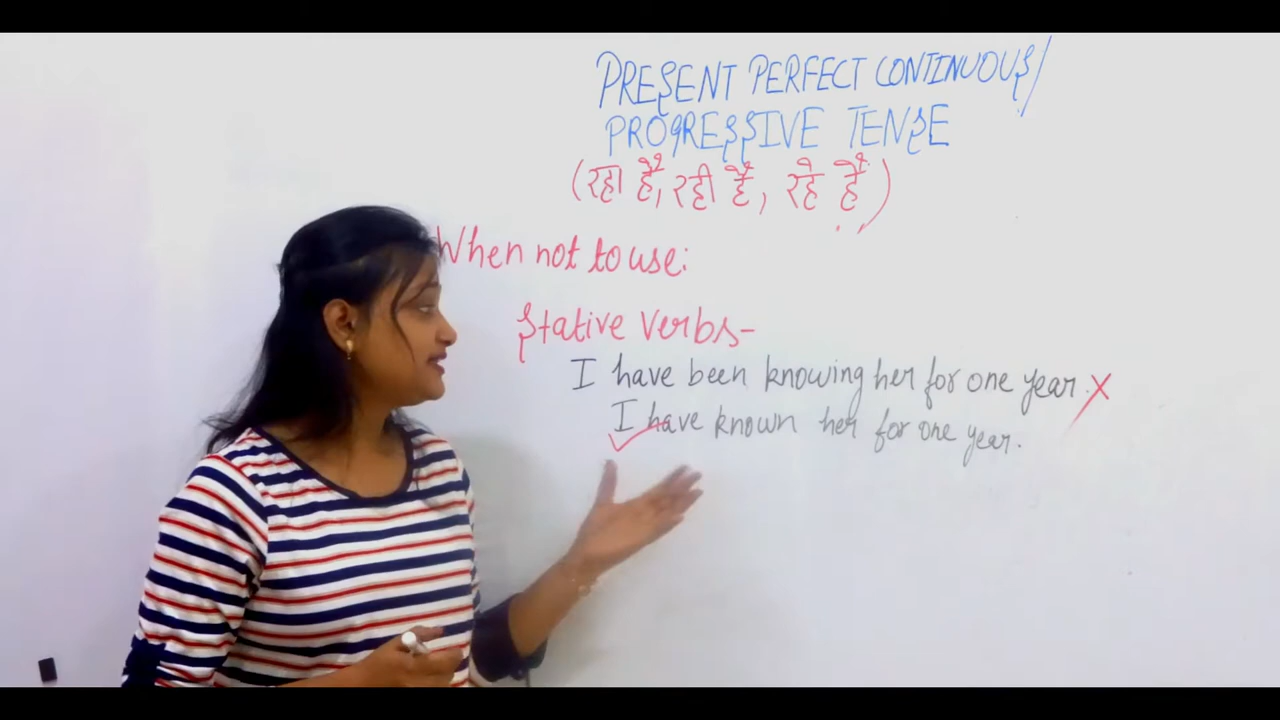 PRESENT PERFECT CONTINUOUS/
PROGRESSIVE TENSE
(रहा है, रही है, रहे हैं)
When not to use:
Stative verbs-
I have been knowing her for one year. X
I have known her for one year.